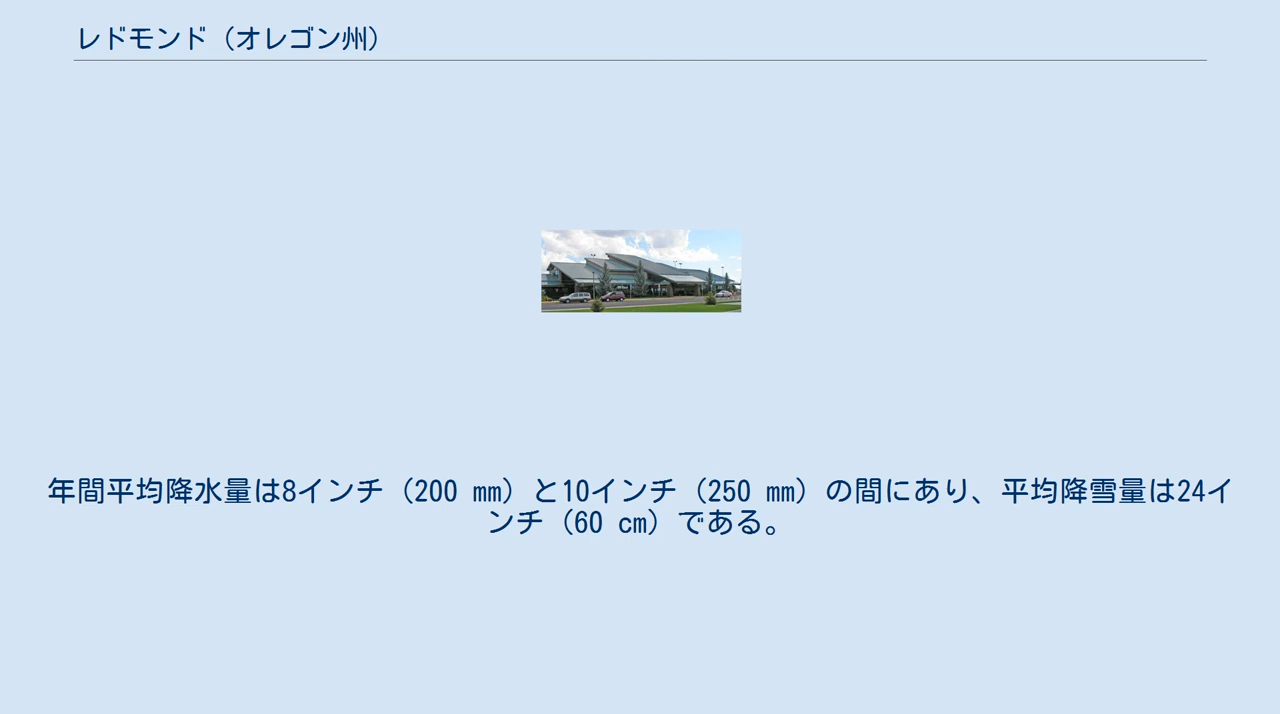 レドモンド（オレゴン州）
年間平均降水量は8インチ（200 mm）と10インチ（250 mm）の間にあり、平均降雪量は24イ
ンチ（60 cm）である。